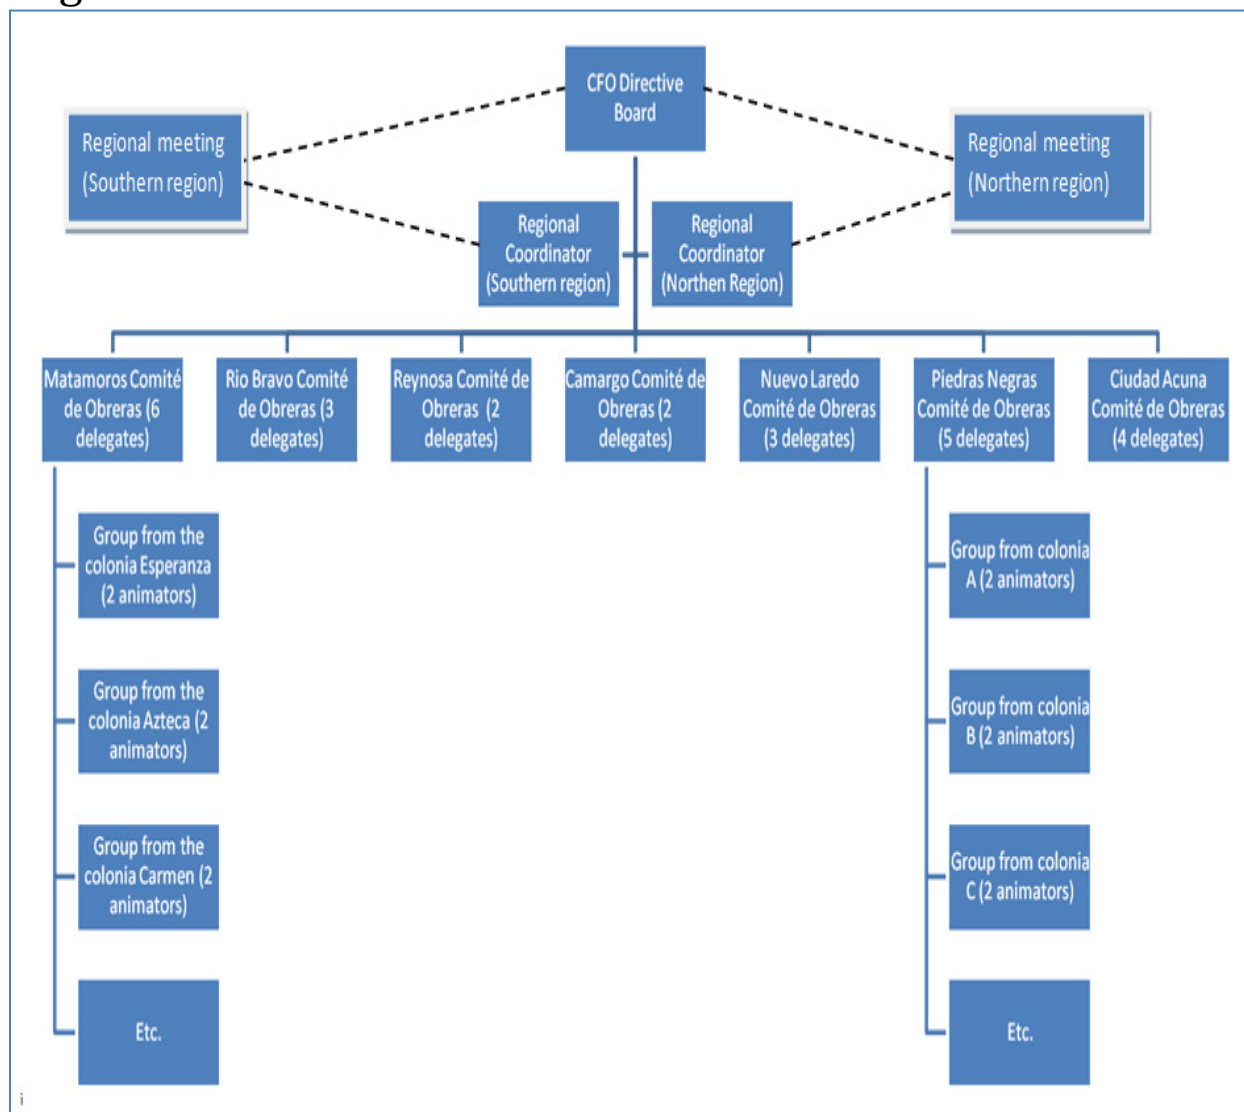 CFO Directive
Board
Regional meeting
(Southern region)
Regional meeting
(Northern region)
Regional
Coordinator
(Southern region)
Regional
Coordinator
(Northen Region)
Matamoros Comité
de Obreras (6
delegates)
Rio Bravo Comité
de Obreras (3
delegates)
Reynosa Comité de
Obreras (2
delegates)
Camargo Comité de
Obreras (2
delegates)
Nuevo Laredo
Comité de Obreras
(3 delegates)
Piedras Negras
Comité de Obreras
(5 delegates)
Ciudad Acuna
Comité de Obreras
(4 delegates)
Group from the
colonia Esperanza
(2 animators)
Group from the
colonia Azteca (2
animators)
Group from the
colonia Carmen (2
animators)
Etc.
Group from colonia
A (2 animators)
Group from colonia
B (2 animators)
Group from colonia
C (2 animators)
Etc.
i